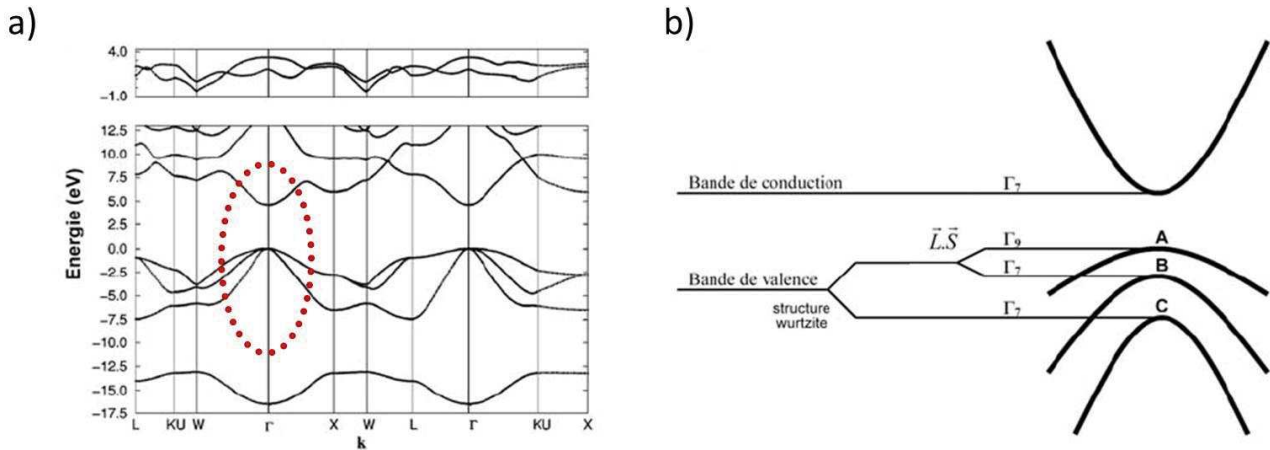 a)
4.0
-1.0
12.5
10.0
7.5
5.0
2.5
0.0
-2.5
-5.0
-7.5
-10.0
-12.5
-15.0
-17.5
Energie (eV)
L KU W Γ X W L Γ KU X
k
b)
Bande de conduction Γ7
L.S
Γ9 A
Γ7 B
Bande de valence
structure
wurtzite
Γ7 C